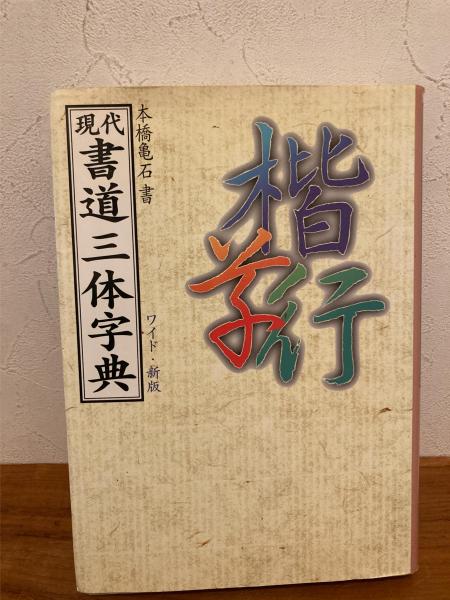 現代
書道三体字典
本橋亀石 書
ワイド・新版
楷
行
草